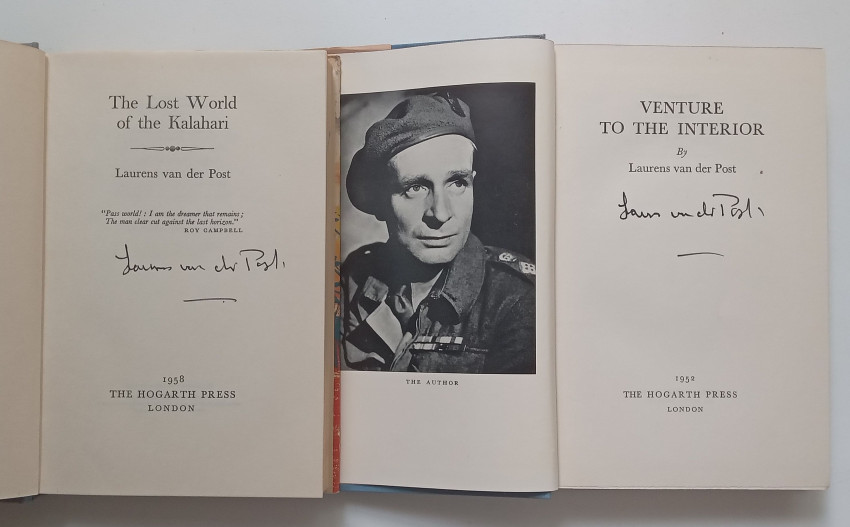 The Lost World
of the Kalahari
Laurens van der Post
"Pass world! : I am the dreamer that remains ;
The man clear cut against the last horizon."
ROY CAMPBELL
Laurens van der Post
1958
THE HOGARTH PRESS
LONDON
THE AUTHOR
VENTURE
TO THE INTERIOR
By
Laurens van der Post
Laurens van der Post
1952
THE HOGARTH PRESS
LONDON